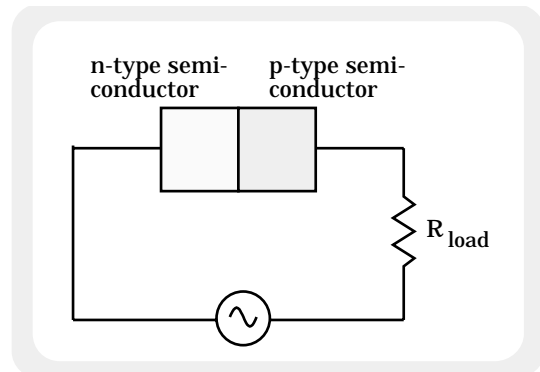 n-type semi-
conductor
p-type semi-
conductor
R load